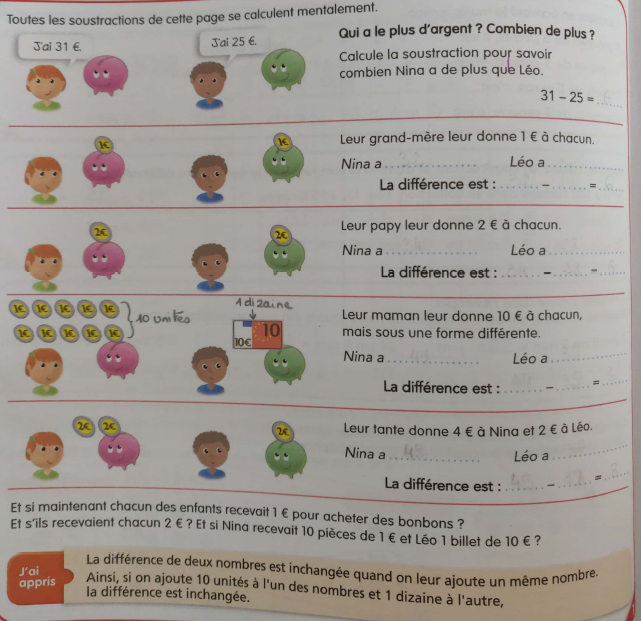 Toutes les soustractions de cette page se calculent mentalement.
J'ai 31 €.
J'ai 25 €.
Qui a le plus d'argent ? Combien de plus ?
Calcule la soustraction pour savoir
combien Nina a de plus que Léo.
31 – 25 = ......
1€
1€
Leur grand-mère leur donne 1 € à chacun.
Nina a .................. Léo a ..................
La différence est : ........ – ........ = ......
2€
2€
Leur papy leur donne 2 € à chacun.
Nina a .................. Léo a ..................
La différence est : ........ – ........ = ......
1€ 1€ 1€ 1€ 1€
1€ 1€ 1€ 1€ 1€
10 unités
1 dizaine
10
10€
Leur maman leur donne 10 € à chacun,
mais sous une forme différente.
Nina a .................. Léo a ..................
La différence est : ........ – ........ = ......
2€ 2€
2€
Leur tante donne 4 € à Nina et 2 € à Léo.
Nina a .................. Léo a ..................
La différence est : ........ – ........ = ......
Et si maintenant chacun des enfants recevait 1 € pour acheter des bonbons ?
Et s'ils recevaient chacun 2 € ? Et si Nina recevait 10 pièces de 1 € et Léo 1 billet de 10 € ?
J'ai appris
La différence de deux nombres est inchangée quand on leur ajoute un même nombre.
Ainsi, si on ajoute 10 unités à l'un des nombres et 1 dizaine à l'autre,
la différence est inchangée.